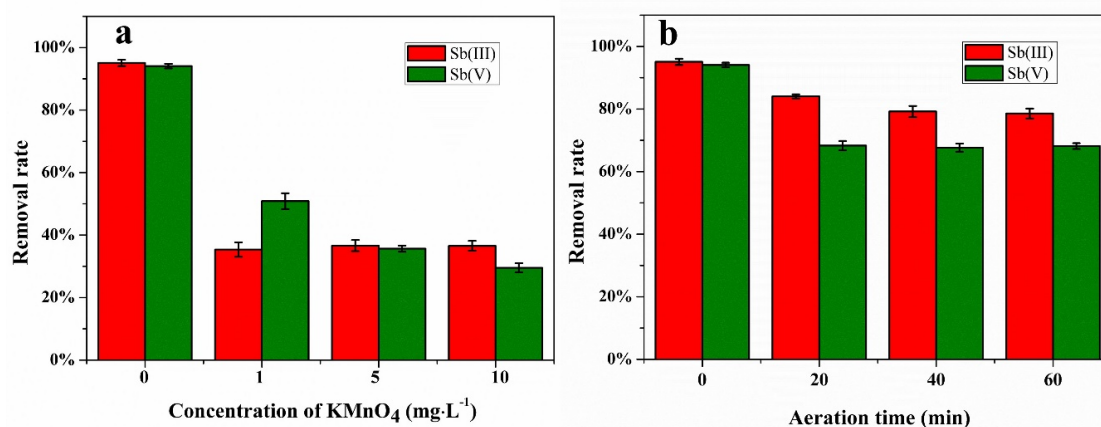 a
Sb(III)
Sb(V)
100%
80%
60%
40%
20%
0%
Removal rate
0 1 5 10
Concentration of KMnO₄ (mg·L⁻¹)
b
Sb(III)
Sb(V)
100%
80%
60%
40%
20%
0%
Removal rate
0 20 40 60
Aeration time (min)